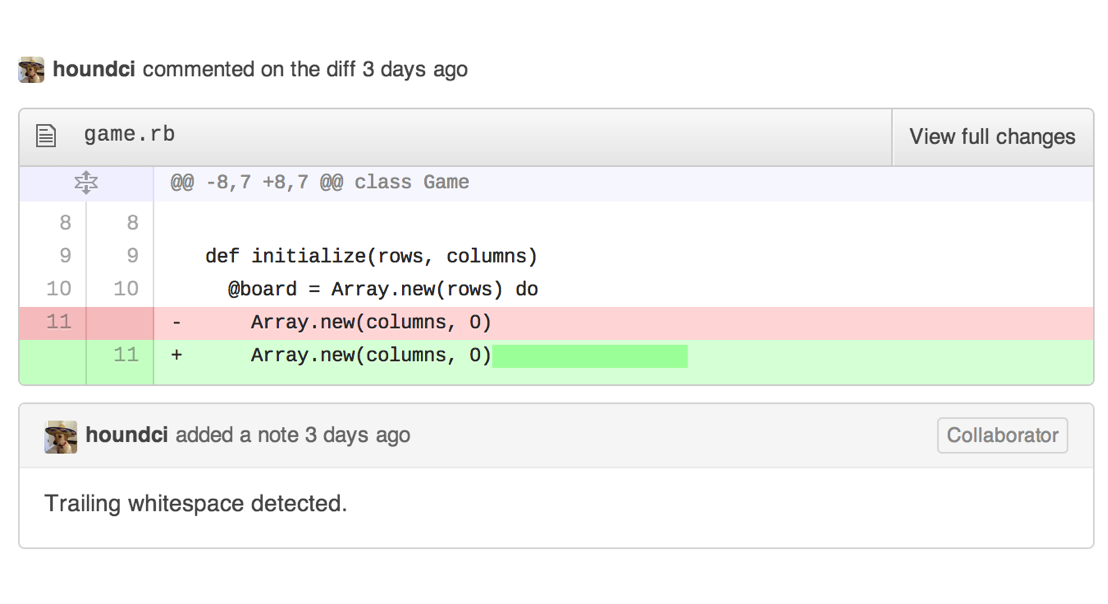 houndci commented on the diff 3 days ago
game.rb View full changes
@@ -8,7 +8,7 @@ class Game
8 8
9 9 def initialize(rows, columns)
10 10 @board = Array.new(rows) do
11 - Array.new(columns, 0)
11 + Array.new(columns, 0)
houndci added a note 3 days ago Collaborator
Trailing whitespace detected.